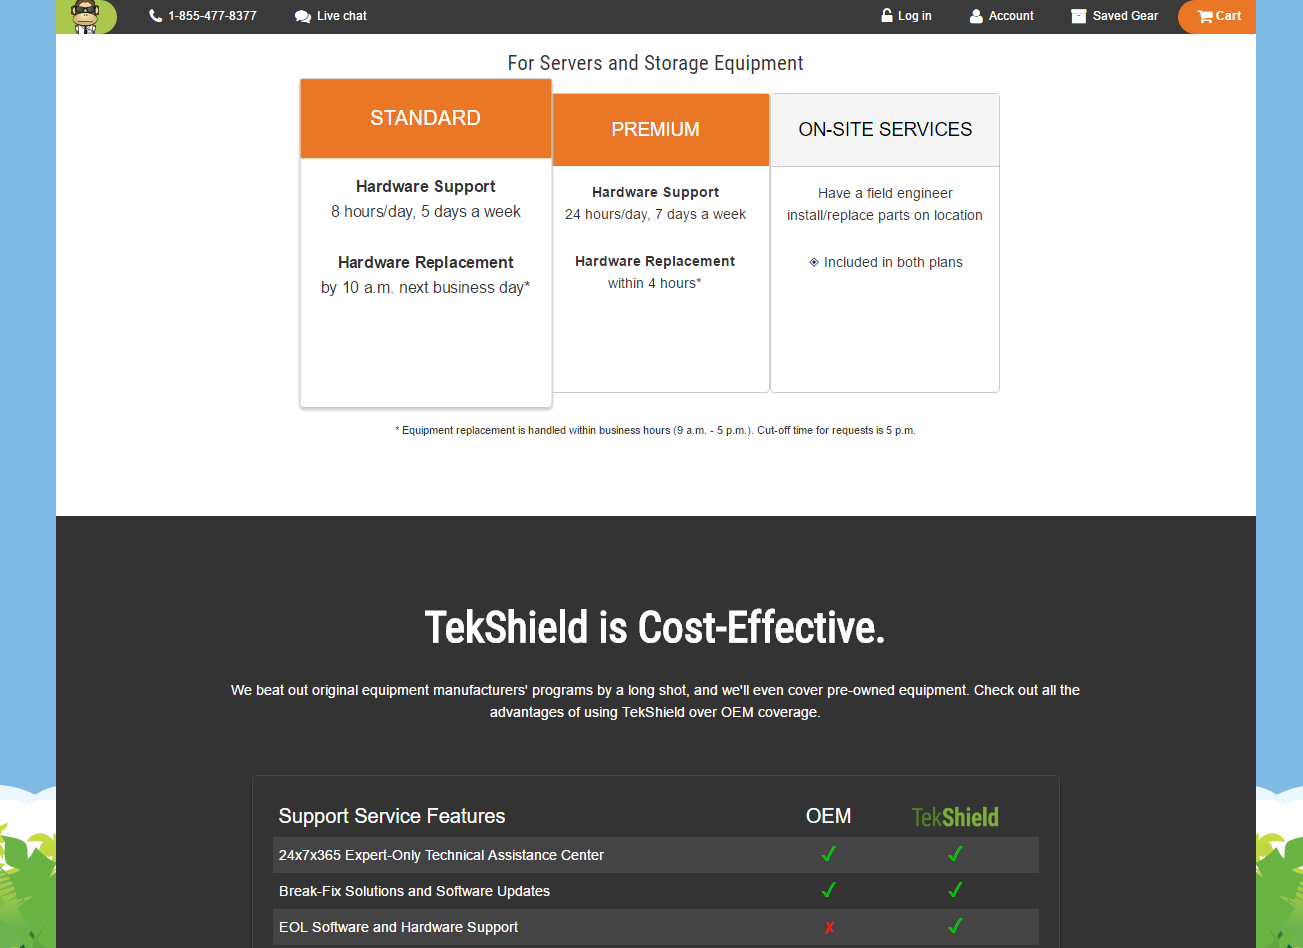 1-855-477-8377
Live chat
Log in
Account
Saved Gear
Cart
For Servers and Storage Equipment
STANDARD
Hardware Support
8 hours/day, 5 days a week
Hardware Replacement
by 10 a.m. next business day*
PREMIUM
Hardware Support
24 hours/day, 7 days a week
Hardware Replacement
within 4 hours*
ON-SITE SERVICES
Have a field engineer
install/replace parts on location
◈ Included in both plans
* Equipment replacement is handled within business hours (9 a.m. - 5 p.m.). Cut-off time for requests is 5 p.m.
TekShield is Cost-Effective.
We beat out original equipment manufacturers' programs by a long shot, and we'll even cover pre-owned equipment. Check out all the
advantages of using TekShield over OEM coverage.
Support Service Features OEM TekShield
24x7x365 Expert-Only Technical Assistance Center ✓ ✓
Break-Fix Solutions and Software Updates ✓ ✓
EOL Software and Hardware Support ✗ ✓